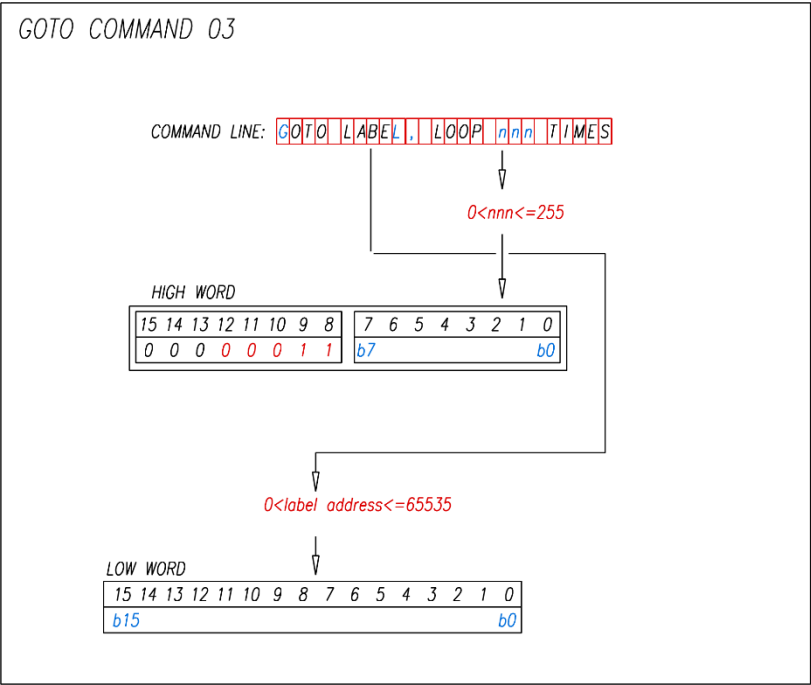 GOTO COMMAND 03
COMMAND LINE: GOTO LABEL, LOOP nnn TIMES
0<nnn<=255
HIGH WORD
15 14 13 12 11 10 9 8 7 6 5 4 3 2 1 0
0 0 0 0 0 0 1 1 b7 b0
0<label address<=65535
LOW WORD
15 14 13 12 11 10 9 8 7 6 5 4 3 2 1 0
b15 b0